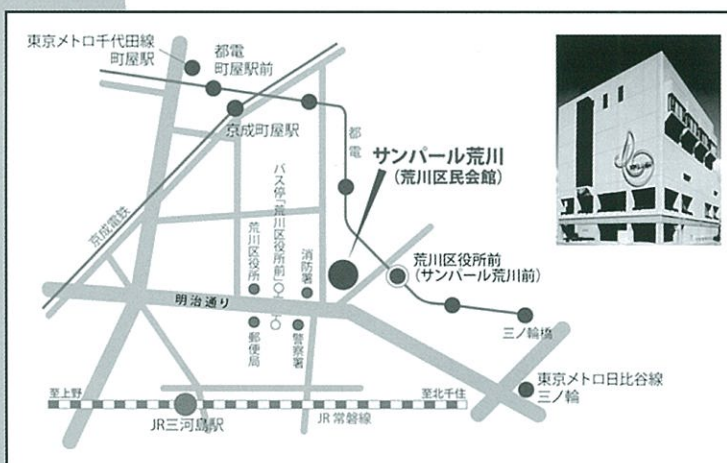 東京メトロ千代田線
町屋駅
都電
町屋駅前
京成町屋駅
都電
サンパール荒川
(荒川区民会館)
京成電鉄
バス停「荒川区役所前」
荒川区役所
消防署
荒川区役所前
(サンパール荒川前)
明治通り
郵便局
警察署
三ノ輪橋
東京メトロ日比谷線
三ノ輪
至上野
至北千住
JR三河島駅
JR常磐線